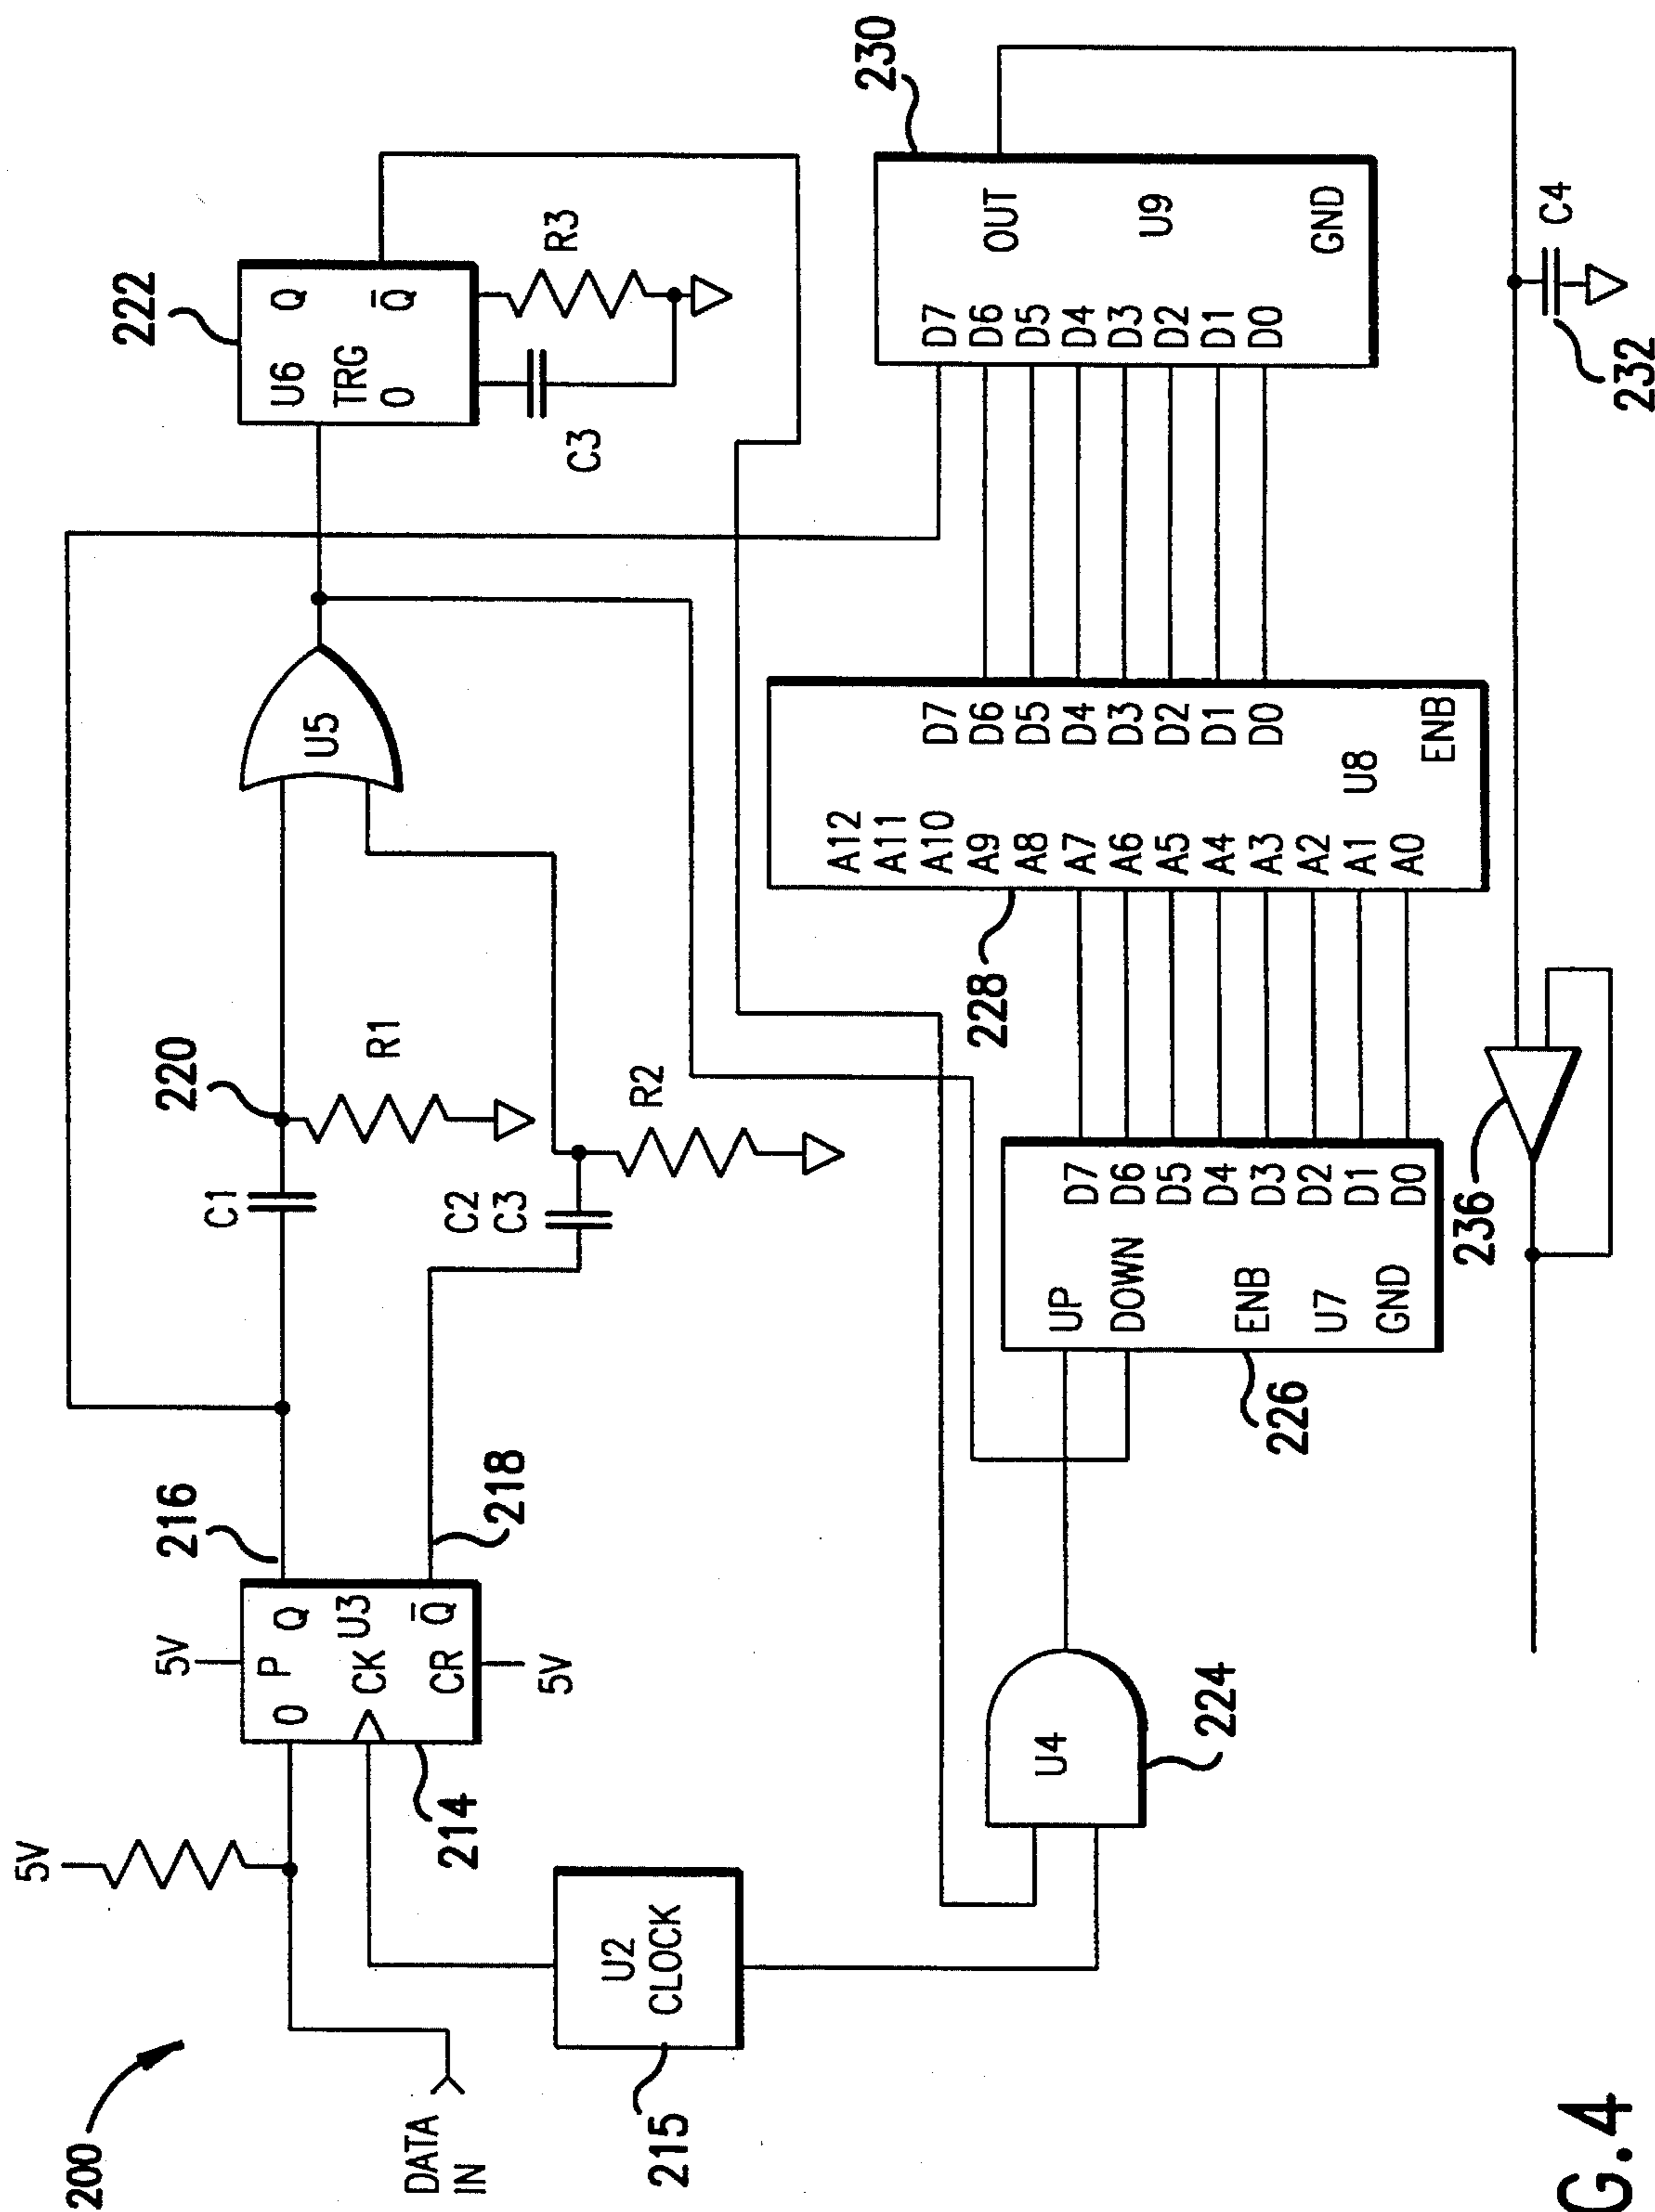 200
DATA
IN
5V
5V
O P Q
CK U3
CR Q̅
5V
214
216
218
C1
220
R1
C2
C3
R2
U5
222
U6 Q
TRG
O Q̅
C3
R3
U2
CLOCK
215
U4
224
UP D7
DOWN D6
D5
D4
ENB D3
U7 D2
GND D1
D0
226
228
A12
A11
A10 D7
A9 D6
A8 D5
A7 D4
A6 D3
A5 D2
A4 D1
A3 D0
A2
A1 U8
A0 ENB
230
D7
D6 OUT
D5
D4
D3
D2 U9
D1
D0
GND
C4
232
236
G.4